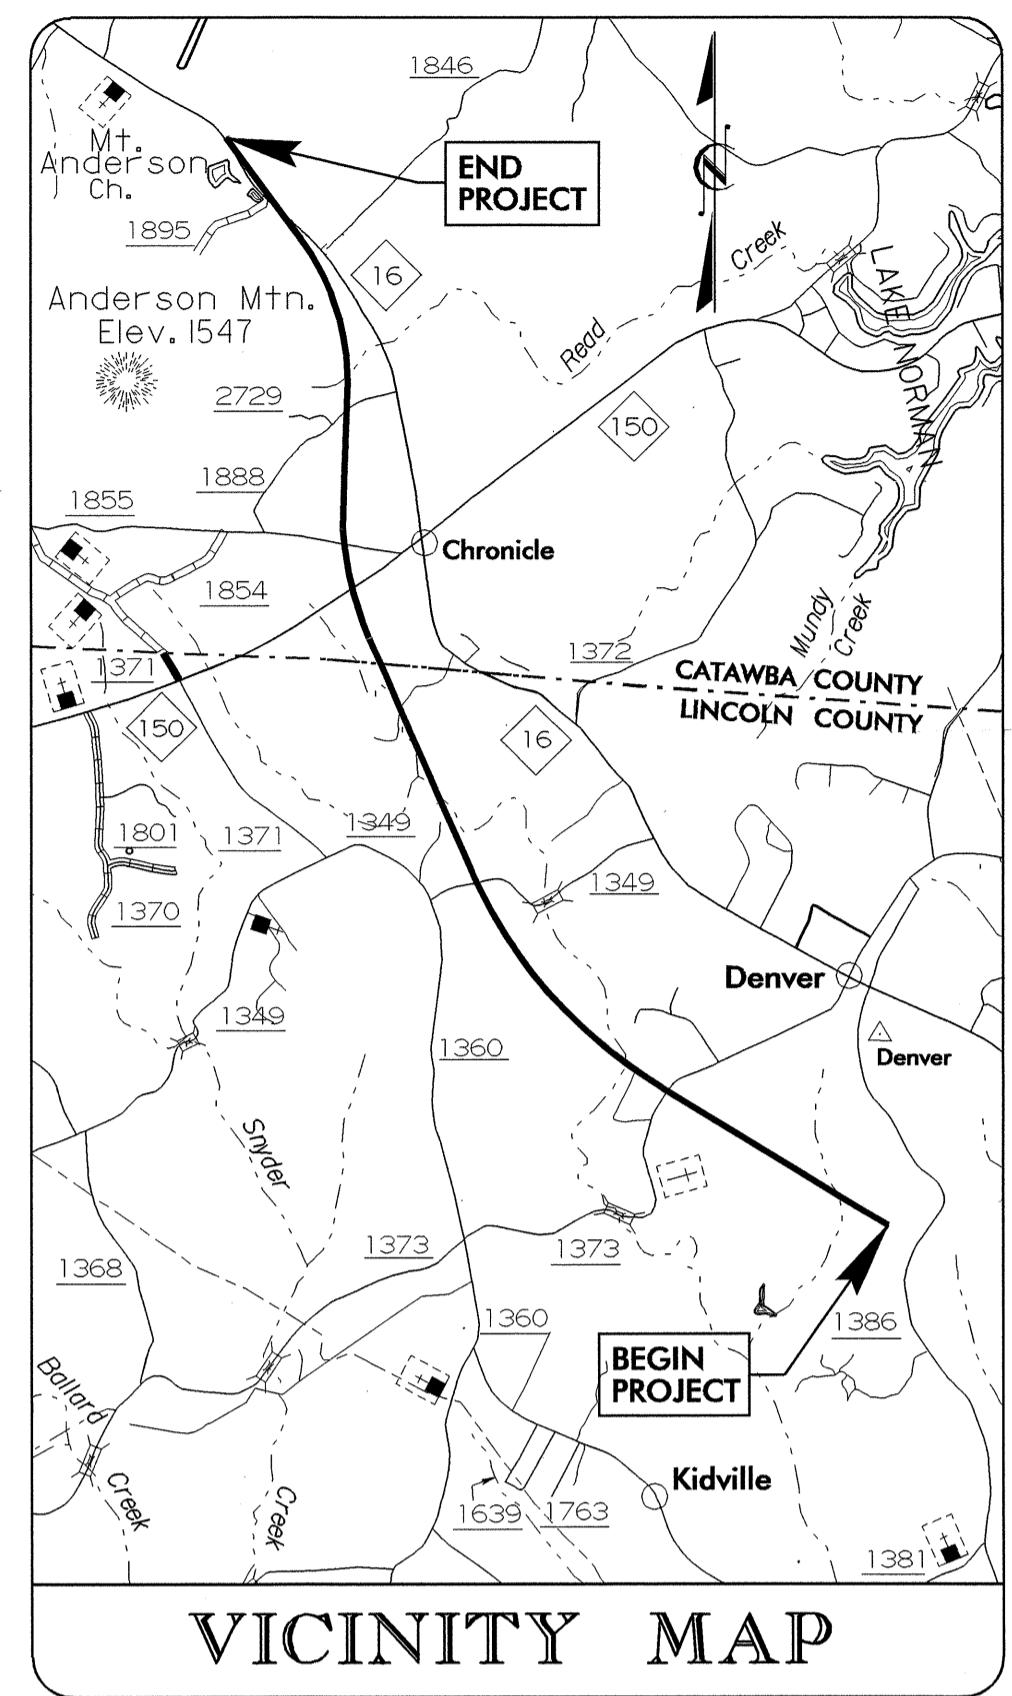 1846
Mt.
Anderson
Ch.
END
PROJECT
N
1895
Creek
16
LAKE NORMAN
Anderson Mtn.
Elev. 1547
Read
2729
150
1888
1855
Chronicle
1854
Mundy
Creek
1371
1372
CATAWBA COUNTY
LINCOLN COUNTY
150
16
1801
1371
1349
1349
1370
Denver
1349
1360
Denver
Snyder
1373
1373
1368
1360
1386
BEGIN
PROJECT
Ballard
Creek
Creek
Kidville
1639
1763
1381
VICINITY MAP